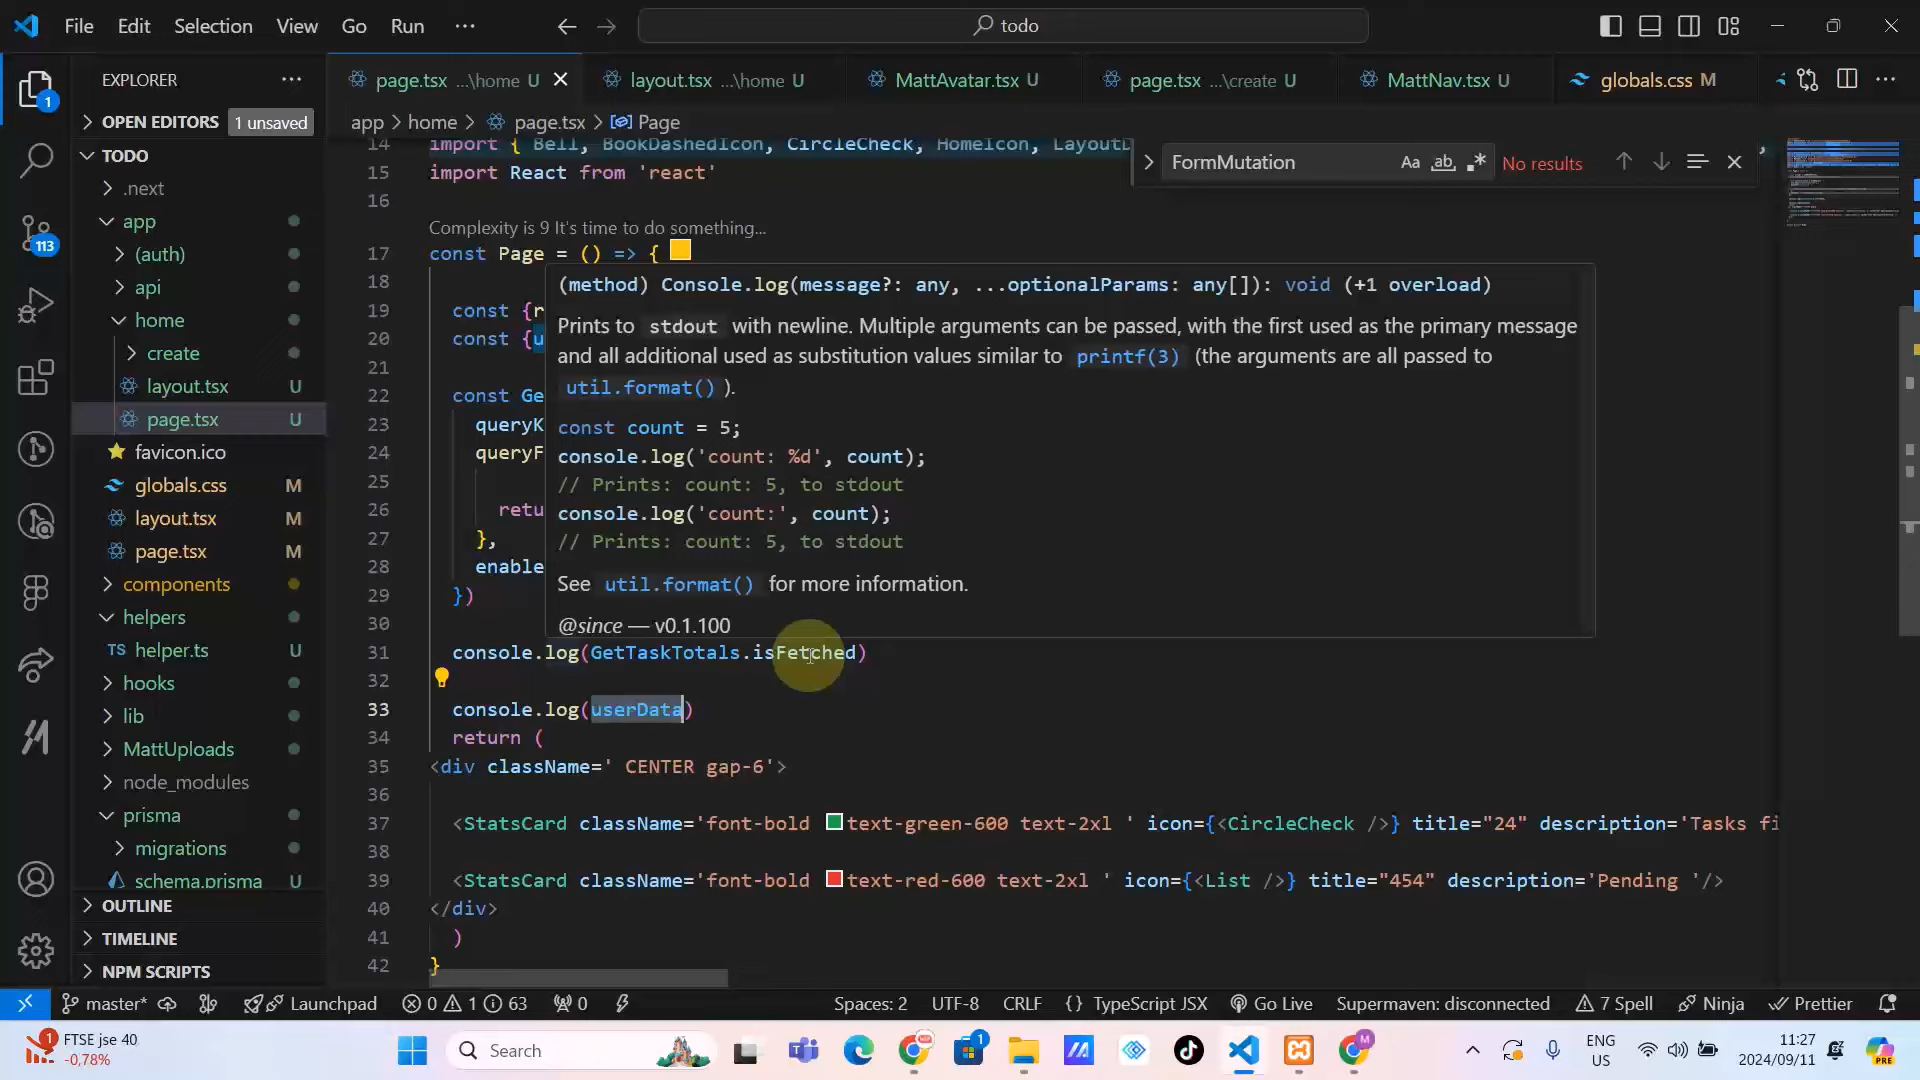 File Edit Selection View Go Run ···
todo
EXPLORER ···
page.tsx ...\home U
layout.tsx ...\home U
MattAvatar.tsx U
page.tsx ...\create U
MattNav.tsx U
globals.css M
1
OPEN EDITORS 1 unsaved
TODO
.next
app
(auth)
api
home
create
layout.tsx U
page.tsx U
favicon.ico
globals.css M
layout.tsx M
page.tsx M
components
helpers
TS helper.ts
hooks
lib
MattUploads
node_modules
prisma
migrations
schema.prisma U
OUTLINE
TIMELINE
NPM SCRIPTS
113
app > home > page.tsx > Page
FormMutation Aa ab No results
14 import { Bell, BookDashedIcon, CircleCheck, HomeIcon,
15 import React from 'react'
16
Complexity is 9 It's time to do something...
17 const Page = () => {
18
19 const {r
20 const {u
21
22 const Ge
23 queryK
24 queryF
25
26 retu
27 },
28 enable
29 })
30
31 console.log(GetTaskTotals.isFetched)
32
33 console.log(userData)
34 return (
35 <div className=' CENTER gap-6'>
36
37 <StatsCard className='font-bold text-green-600 text-2xl ' icon={<CircleCheck />} title="24" description='Tasks fi
38
39 <StatsCard className='font-bold text-red-600 text-2xl ' icon={<List />} title="454" description='Pending '/>
40 </div>
41 )
42 }
(method) Console.log(message?: any, ...optionalParams: any[]): void (+1 overload)
Prints to stdout with newline. Multiple arguments can be passed, with the first used as the primary message
and all additional used as substitution values similar to printf(3) (the arguments are all passed to
util.format() ).
const count = 5;
console.log('count: %d', count);
// Prints: count: 5, to stdout
console.log('count:', count);
// Prints: count: 5, to stdout
See util.format() for more information.
@since — v0.1.100
master* Launchpad 0 1 63 0 Spaces: 2 UTF-8 CRLF {} TypeScript JSX Go Live Supermaven: disconnected 7 Spell Ninja Prettier
1
FTSE jse 40
-0,78%
Search
1
M
ENG
US
11:27
2024/09/11
PRE